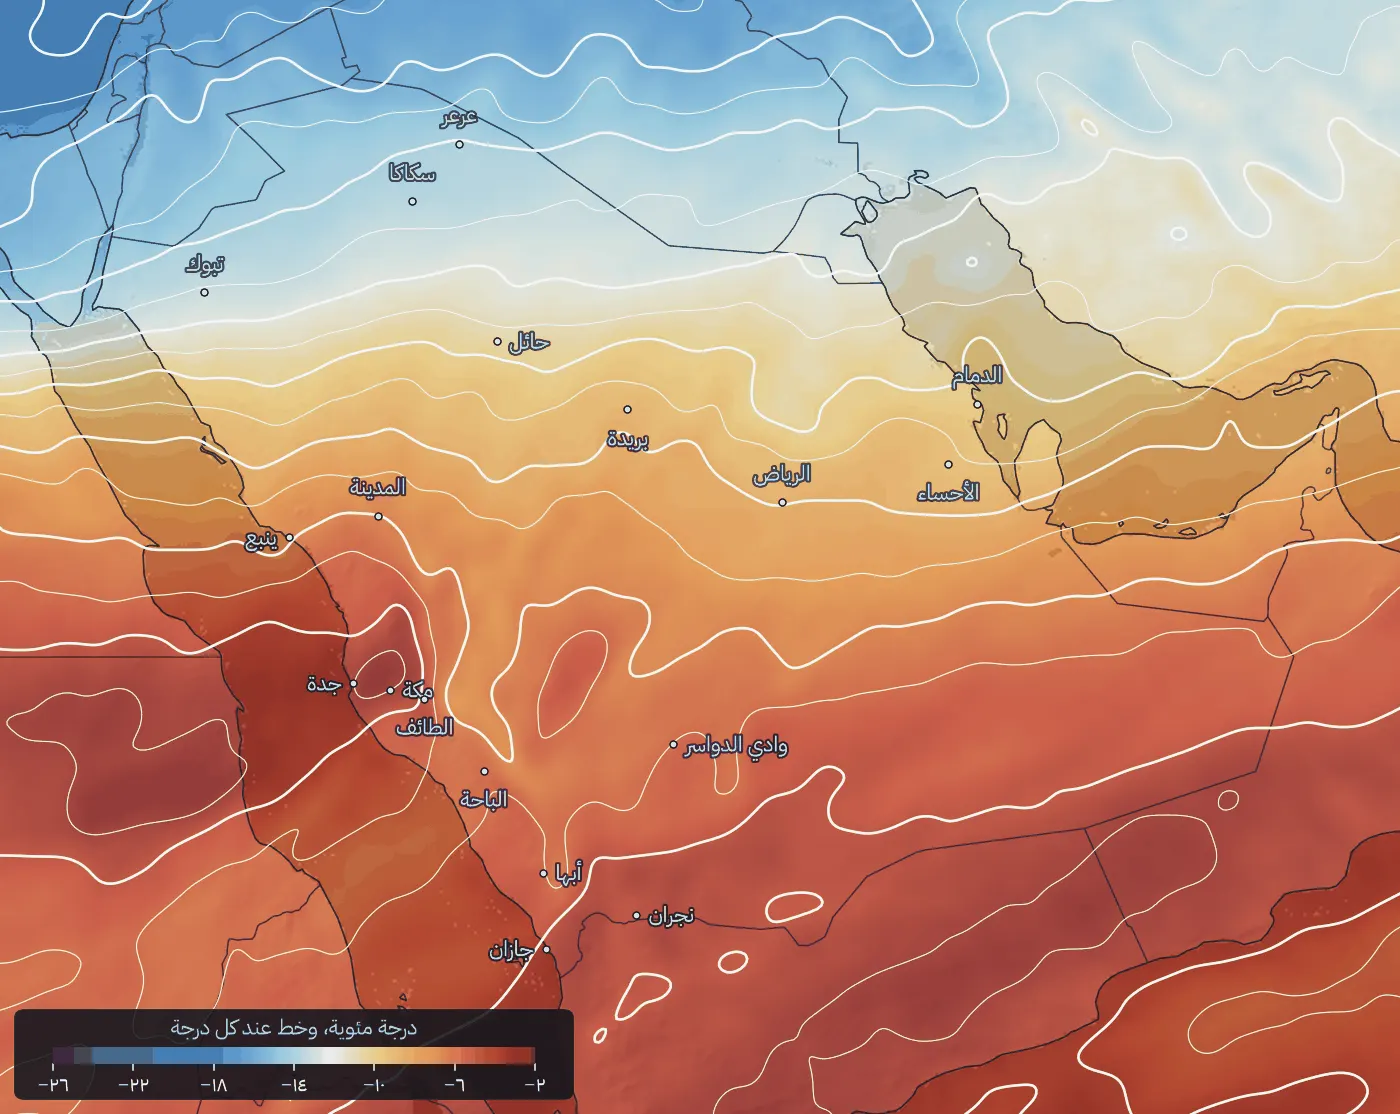 عرعر
سكاكا
تبوك
حائل
الدمام
بريدة
الرياض
الأحساء
المدينة
ينبع
جدة
مكة
الطائف
وادي الدواسر
الباحة
أبها
نجران
جازان
درجة مئوية، وخط عند كل درجة
−٢٦ −٢٢ −١٨ −١٤ −١٠ −٦ −٢